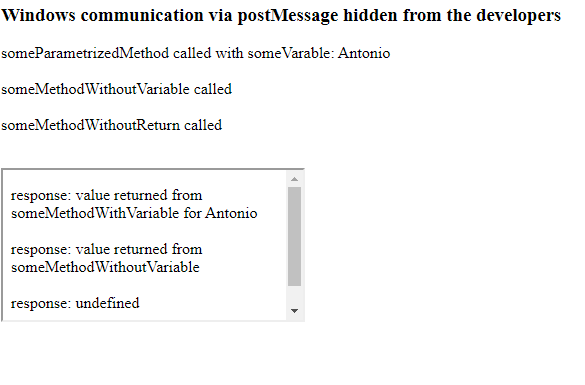 Windows communication via postMessage hidden from the developers
someParametrizedMethod called with someVarable: Antonio
someMethodWithoutVariable called
someMethodWithoutReturn called
response: value returned from
someMethodWithVariable for Antonio
response: value returned from
someMethodWithoutVariable
response: undefined